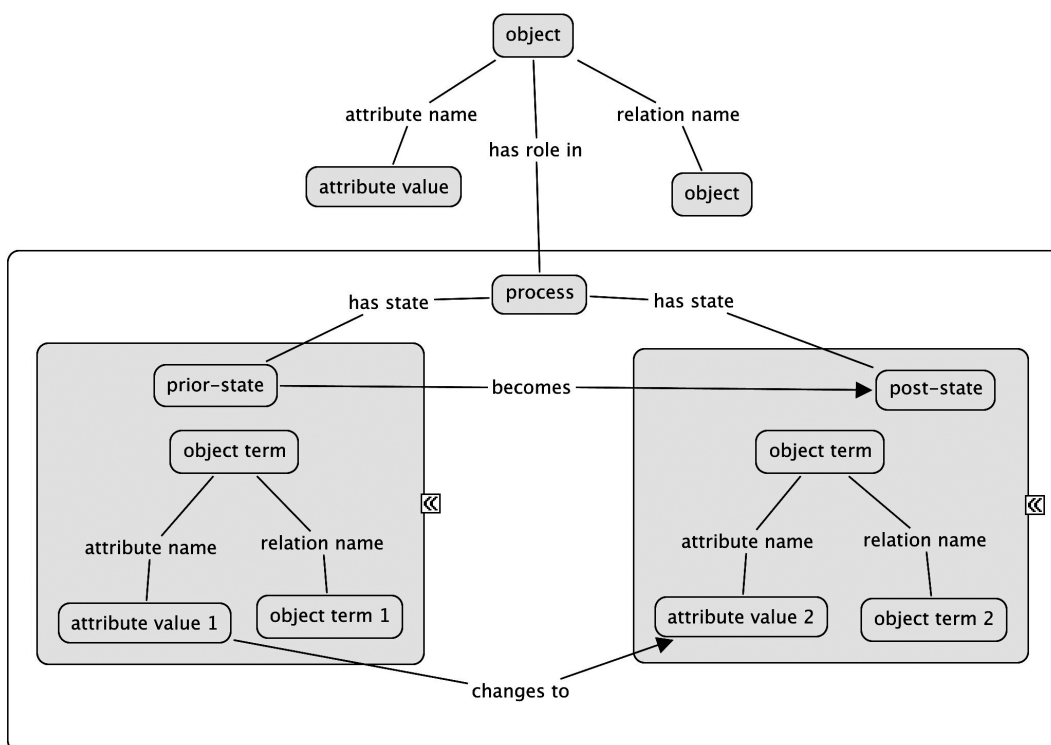 object
attribute name
relation name
has role in
attribute value
object
process
has state
has state
prior-state
becomes
post-state
object term
object term
attribute name
relation name
attribute name
relation name
attribute value 1
object term 1
attribute value 2
object term 2
changes to